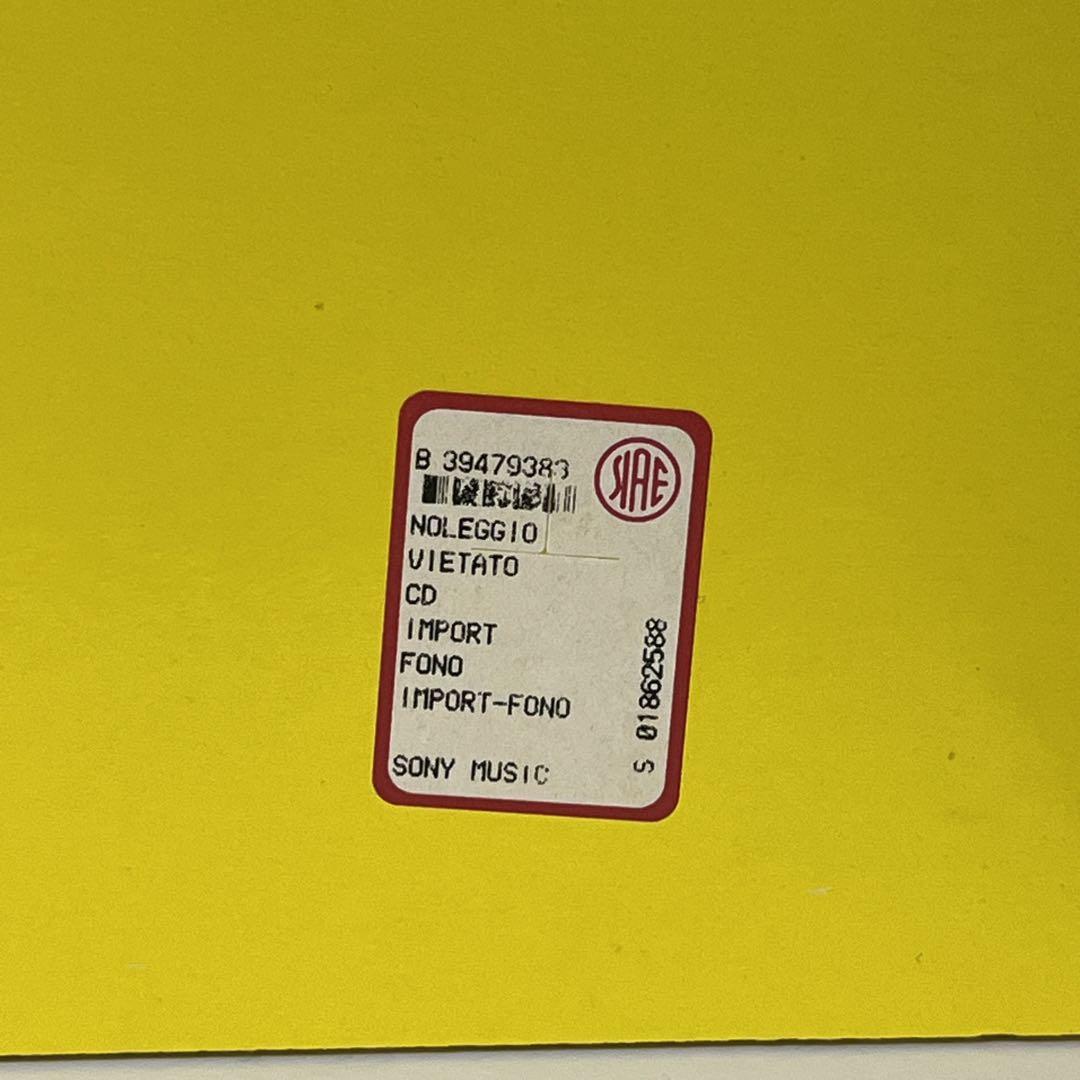 B 39479383
SIAE
NOLEGGIO
VIETATO
CD
IMPORT
FONO
IMPORT-FONO
SONY MUSIC
S 01862588